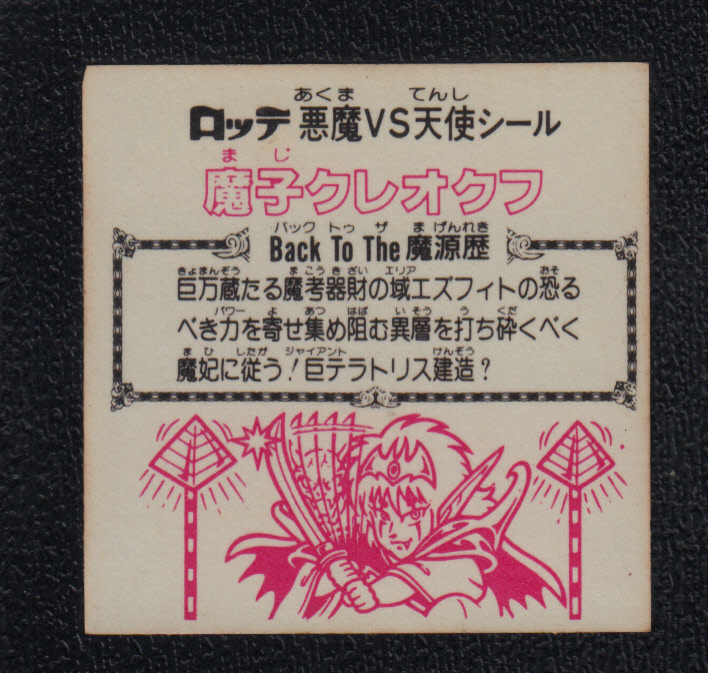 あくま てんし
ロッテ 悪魔VS天使シール
まじ
魔子クレオクフ
バック トゥ ザ まげんれき
Back To The 魔源歴
きょまんぞう まこうきざい エリア おそ
巨万蔵たる魔考器財の域エズフィトの恐る
パワー よ あつ はば いそう う くだ
べき力を寄せ集め阻む異層を打ち砕くべく
まひ したが ジャイアント けんぞう
魔妃に従う！巨テラトリス建造？